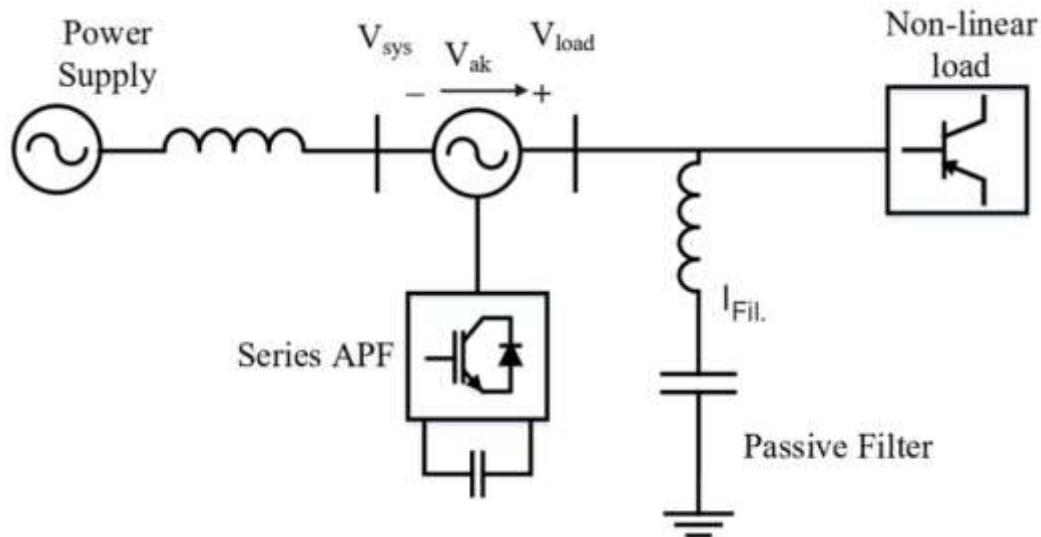 Power
Supply
V_sys
V_ak
V_load
− +
Non-linear
load
Series APF
I_Fil.
Passive Filter